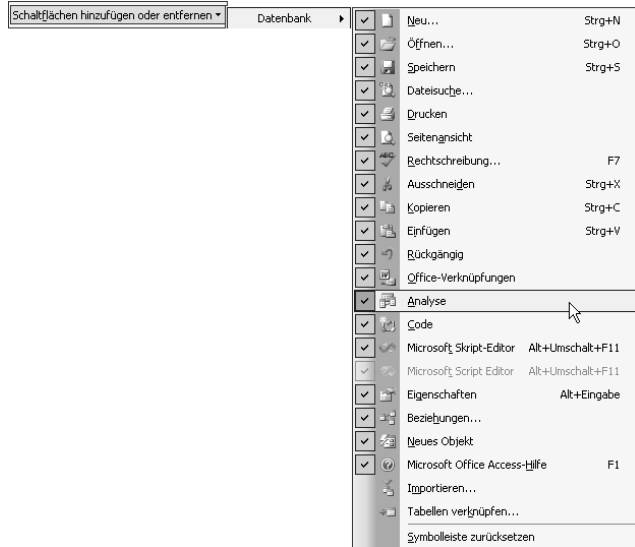 Schaltflächen hinzufügen oder entfernen
Datenbank
Neu... Strg+N
Öffnen... Strg+O
Speichern Strg+S
Dateisuche...
Drucken
Seitenansicht
Rechtschreibung... F7
Ausschneiden Strg+X
Kopieren Strg+C
Einfügen Strg+V
Rückgängig
Office-Verknüpfungen
Analyse
Code
Microsoft Skript-Editor Alt+Umschalt+F11
Microsoft Script Editor Alt+Umschalt+F11
Eigenschaften Alt+Eingabe
Beziehungen...
Neues Objekt
Microsoft Office Access-Hilfe F1
Importieren...
Tabellen verknüpfen...
Symbolleiste zurücksetzen